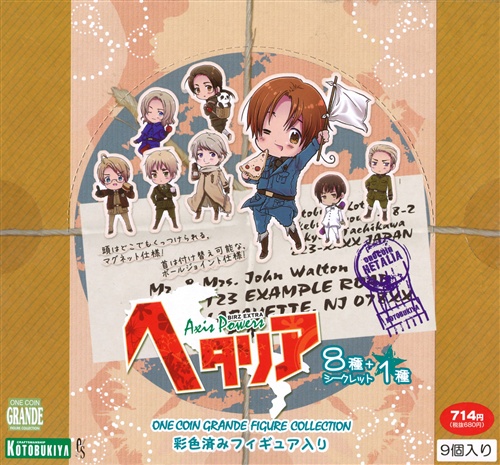 頭はどこでもくっつけられる、
マグネット仕様!
首は付け替え可能な、
ボールジョイント仕様!
JAPAN
Mrs. John Walton
123 EXAMPLE
NJ
HETALIA
KOTOBUKIYA
BIRZ EXTRA
Axis Powers
ヘタリア
8種+
シークレット1種
ONE COIN GRANDE FIGURE COLLECTION
彩色済みフィギュア入り
ONE COIN
GRANDE
FIGURE COLLECTION
KOTOBUKIYA
714円
(税抜680円)
9個入り